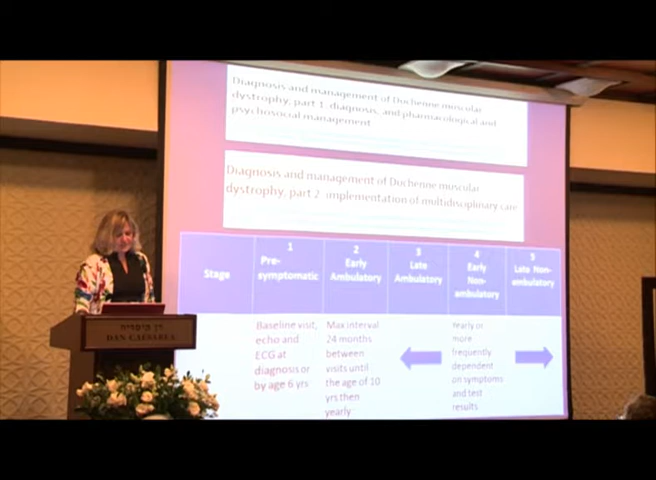 Diagnosis and management of Duchenne muscular
dystrophy, part 1: diagnosis, and pharmacological and
psychosocial management
Diagnosis and management of Duchenne muscular
dystrophy, part 2: implementation of multidisciplinary care
Stage
1
Pre-
symptomatic
2
Early
Ambulatory
3
Late
Ambulatory
4
Early
Non-
ambulatory
5
Late Non-
ambulatory
Baseline visit,
echo and
ECG at
diagnosis or
by age 6 yrs
Max interval
24 months
between
visits until
the age of 10
yrs then
yearly
Yearly or
more
frequently
dependent
on symptoms
and test
results
דן קיסריה
DAN CAESAREA